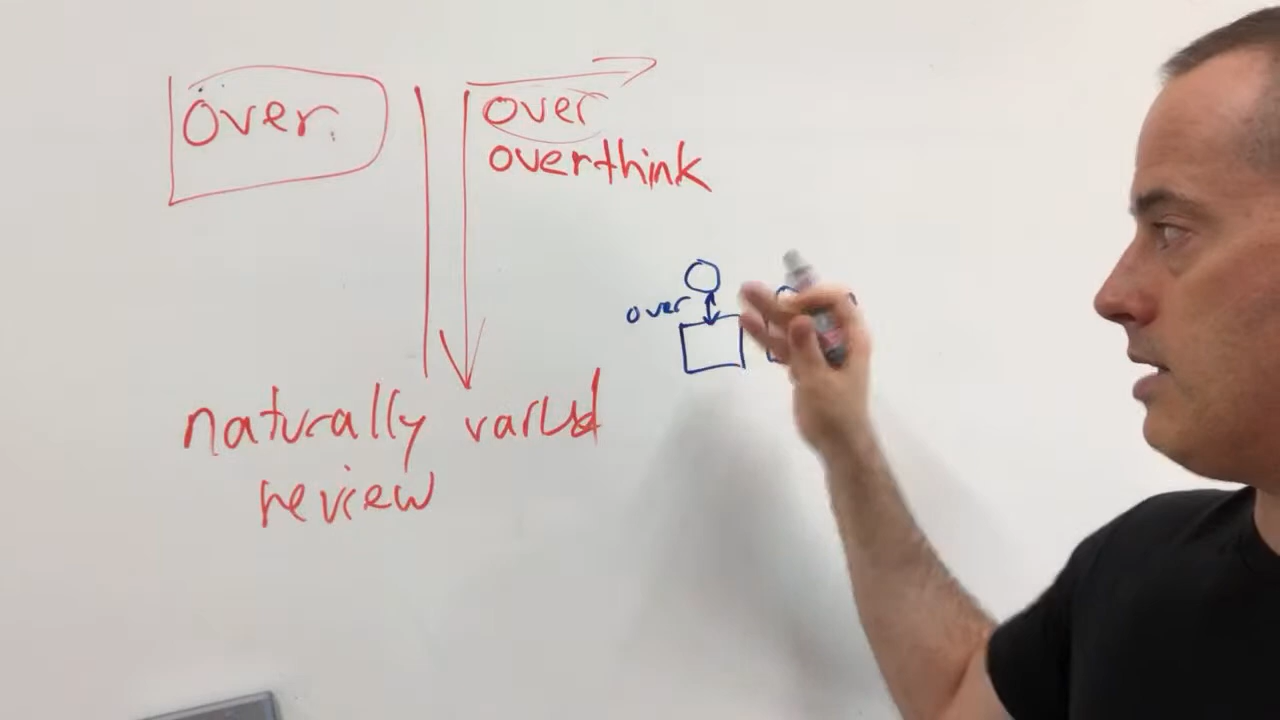 over.
over
overthink
over
naturally varied
review